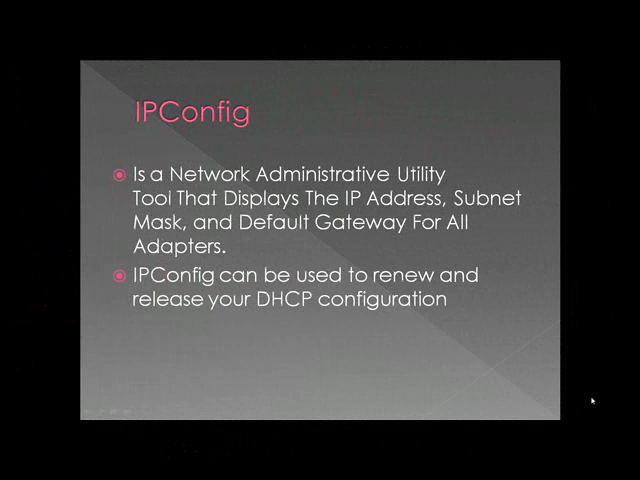 IPConfig
Is a Network Administrative Utility
Tool That Displays The IP Address, Subnet
Mask, and Default Gateway For All
Adapters.
IPConfig can be used to renew and
release your DHCP configuration